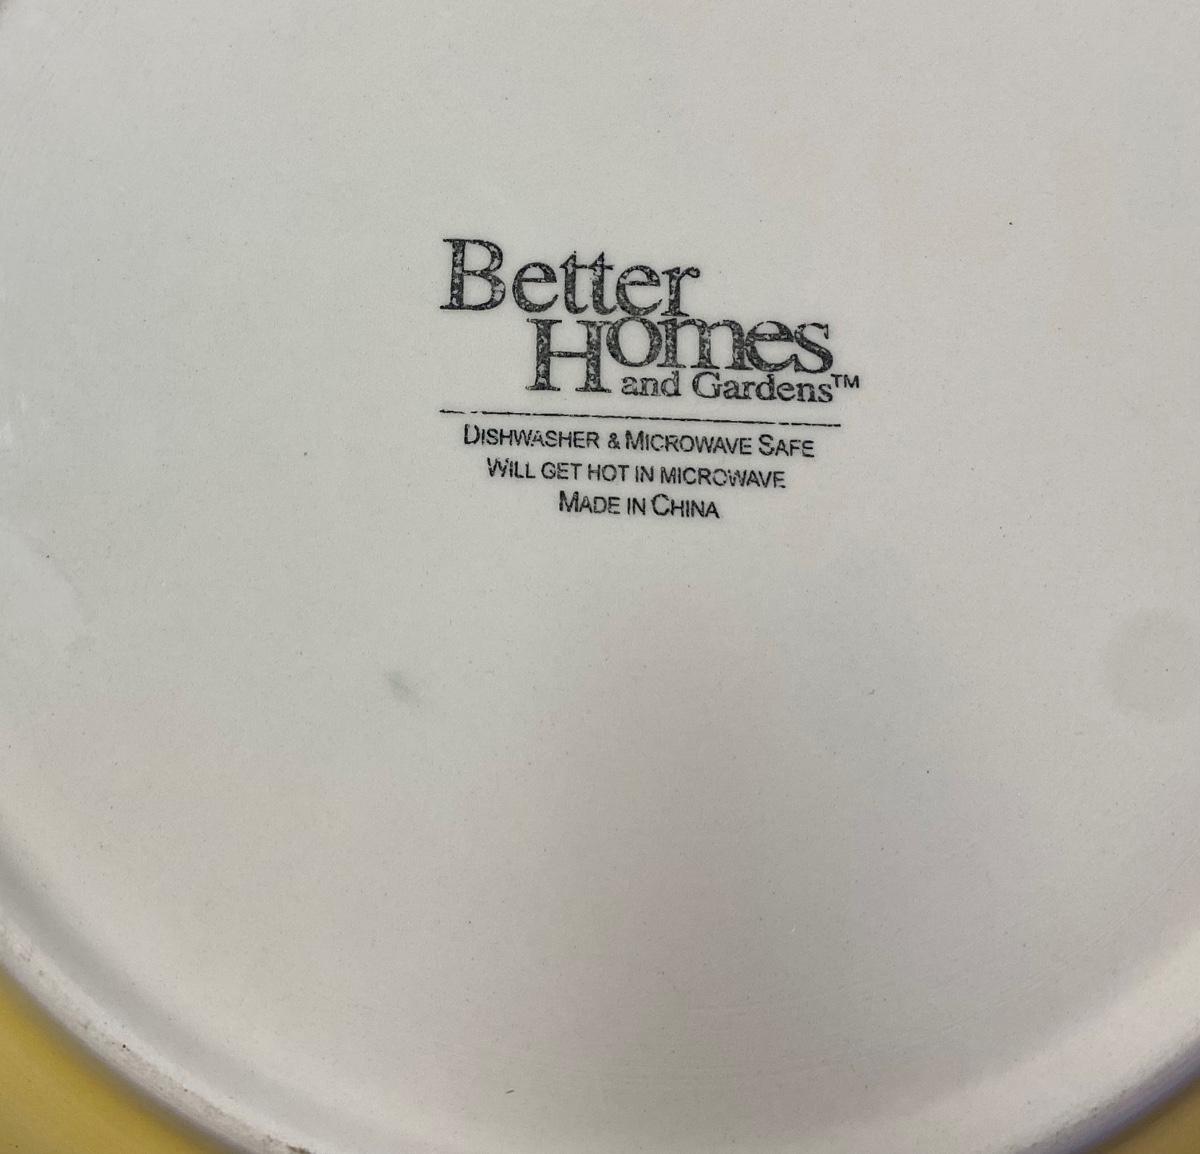 Better
Homes
and Gardens™
DISHWASHER & MICROWAVE SAFE
WILL GET HOT IN MICROWAVE
MADE IN CHINA